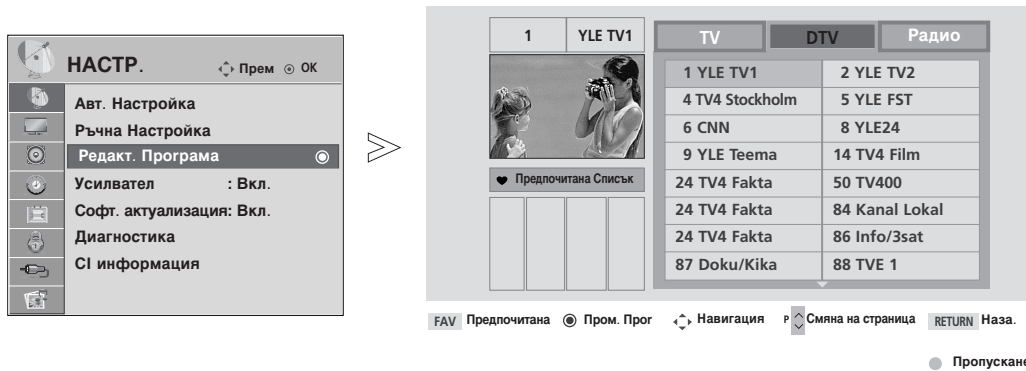 НАСТР. Прем OK
Авт. Настройка
Ръчна Настройка
Редакт. Програма
Усилвател : Вкл.
Софт. актуализация: Вкл.
Диагностика
CI информация
1 YLE TV1
Предпочитана Списък
TV DTV Радио
1 YLE TV1 2 YLE TV2
4 TV4 Stockholm 5 YLE FST
6 CNN 8 YLE24
9 YLE Teema 14 TV4 Film
24 TV4 Fakta 50 TV400
24 TV4 Fakta 84 Kanal Lokal
24 TV4 Fakta 86 Info/3sat
87 Doku/Kika 88 TVE 1
FAV Предпочитана Пром. Прог Навигация P Смяна на страница RETURN Наза.
Пропускане